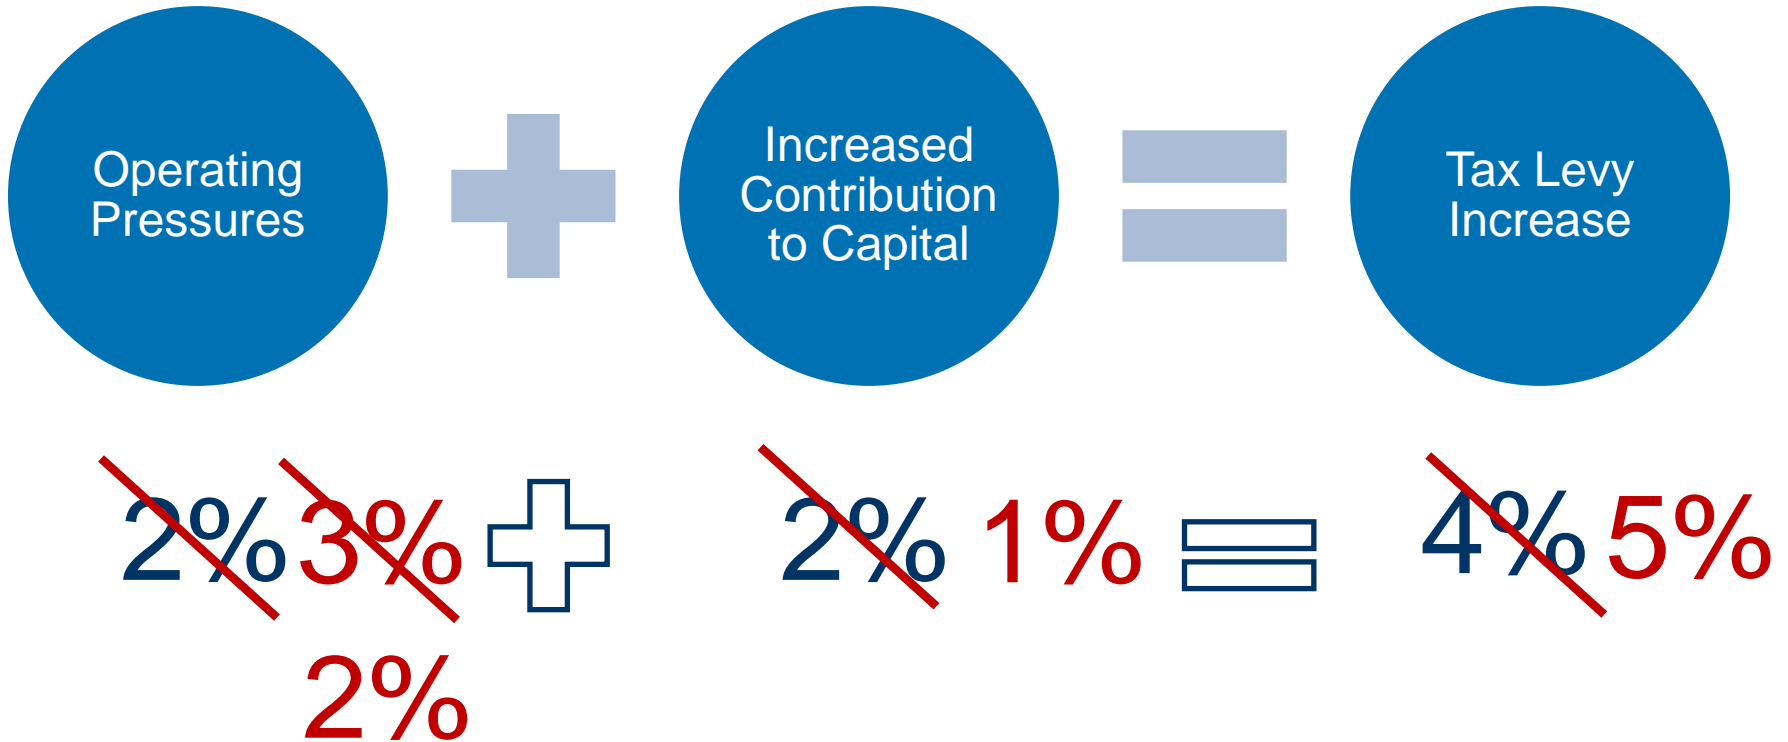 Operating
Pressures
Increased
Contribution
to Capital
Tax Levy
Increase
2% 3% 2% 1% 4% 5%
2%